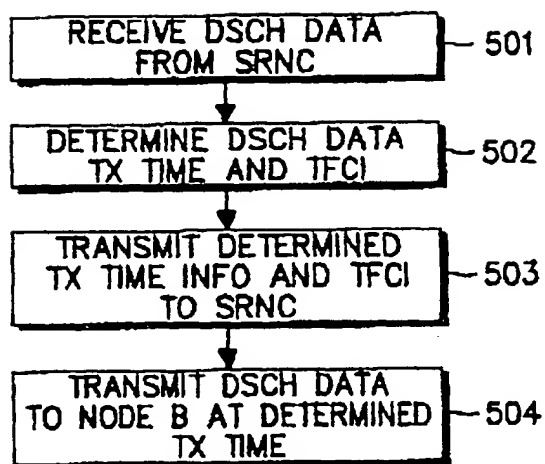 RECEIVE DSCH DATA
FROM SRNC
501
DETERMINE DSCH DATA
TX TIME AND TFCI
502
TRANSMIT DETERMINED
TX TIME INFO AND TFCI
TO SRNC
503
TRANSMIT DSCH DATA
TO NODE B AT DETERMINED
TX TIME
504